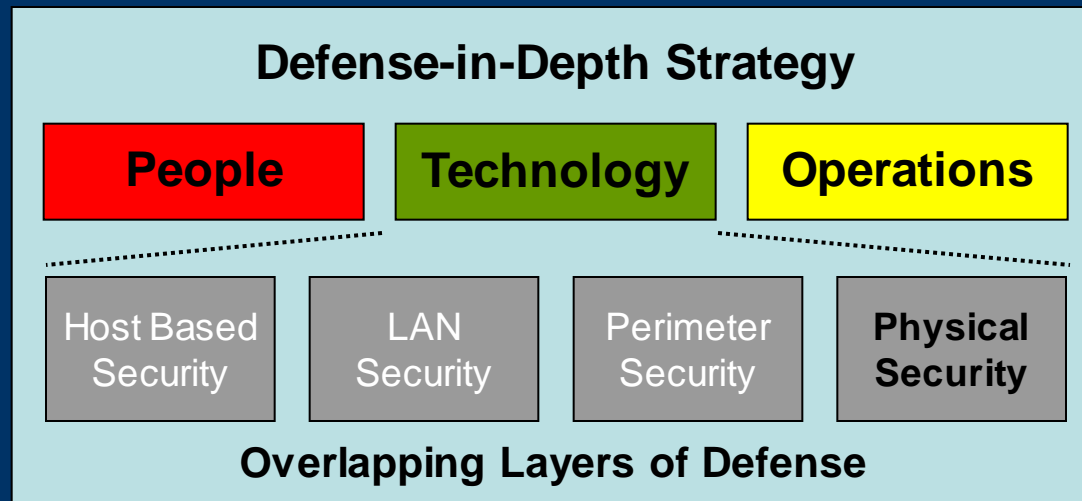 Defense-in-Depth Strategy
People
Technology
Operations
Host Based
Security
LAN
Security
Perimeter
Security
Physical
Security
Overlapping Layers of Defense